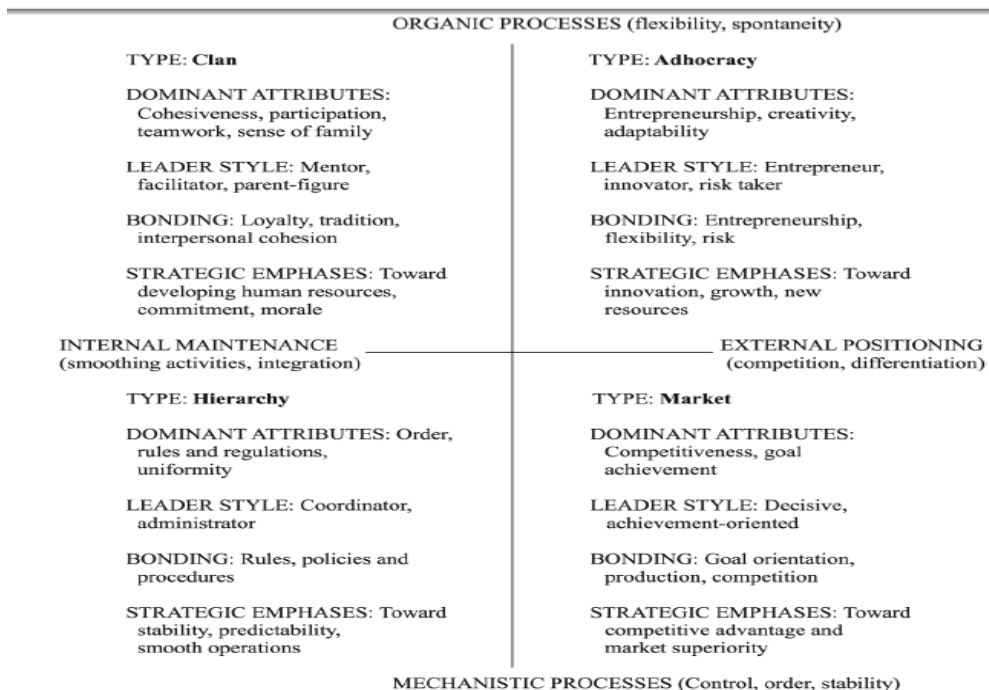 ORGANIC PROCESSES (flexibility, spontaneity)
TYPE: Clan
DOMINANT ATTRIBUTES:
Cohesiveness, participation,
teamwork, sense of family
LEADER STYLE: Mentor,
facilitator, parent-figure
BONDING: Loyalty, tradition,
interpersonal cohesion
STRATEGIC EMPHASES: Toward
developing human resources,
commitment, morale
TYPE: Adhocracy
DOMINANT ATTRIBUTES:
Entrepreneurship, creativity,
adaptability
LEADER STYLE: Entrepreneur,
innovator, risk taker
BONDING: Entrepreneurship,
flexibility, risk
STRATEGIC EMPHASES: Toward
innovation, growth, new
resources
INTERNAL MAINTENANCE
(smoothing activities, integration)
EXTERNAL POSITIONING
(competition, differentiation)
TYPE: Hierarchy
DOMINANT ATTRIBUTES: Order,
rules and regulations,
uniformity
LEADER STYLE: Coordinator,
administrator
BONDING: Rules, policies and
procedures
STRATEGIC EMPHASES: Toward
stability, predictability,
smooth operations
TYPE: Market
DOMINANT ATTRIBUTES:
Competitiveness, goal
achievement
LEADER STYLE: Decisive,
achievement-oriented
BONDING: Goal orientation,
production, competition
STRATEGIC EMPHASES: Toward
competitive advantage and
market superiority
MECHANISTIC PROCESSES (Control, order, stability)